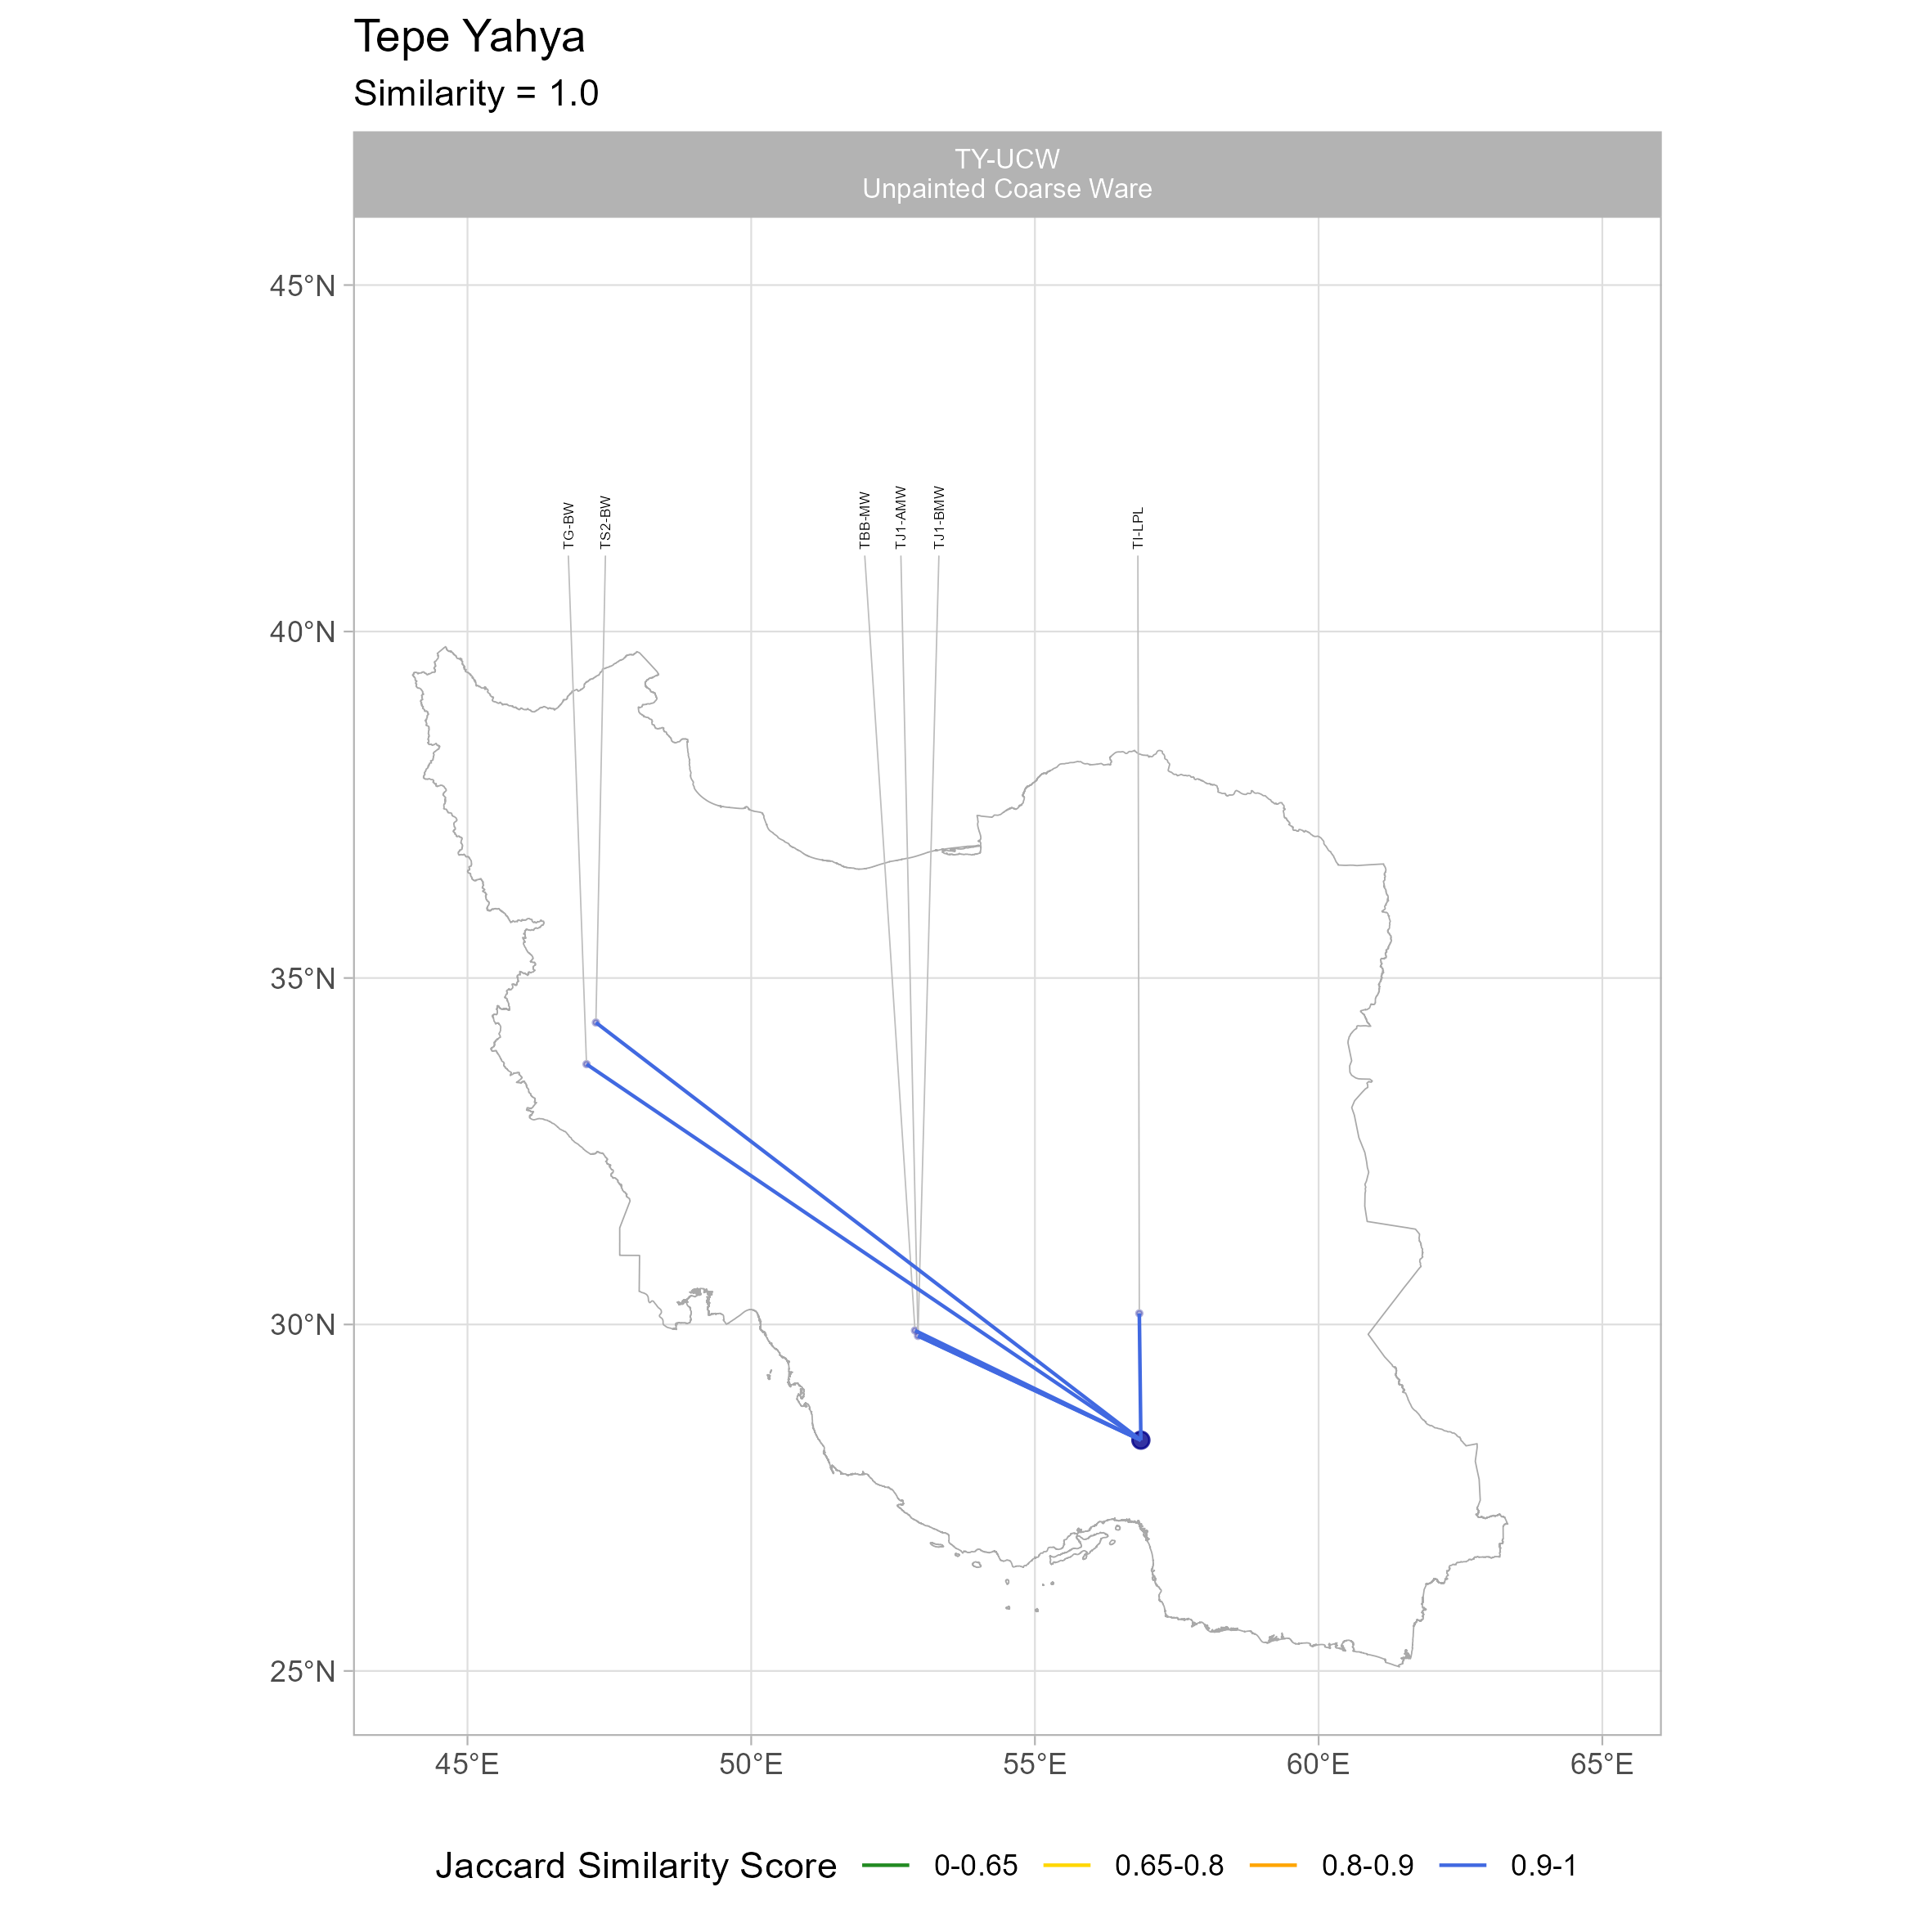 Tepe Yahya
Similarity = 1.0
TY-UCW
Unpainted Coarse Ware
45°N
40°N
35°N
30°N
25°N
TG-BW
TS2-BW
TBB-MW
TJ1-AMW
TJ1-BMW
TI-LPL
45°E 50°E 55°E 60°E 65°E
Jaccard Similarity Score 0-0.65 0.65-0.8 0.8-0.9 0.9-1